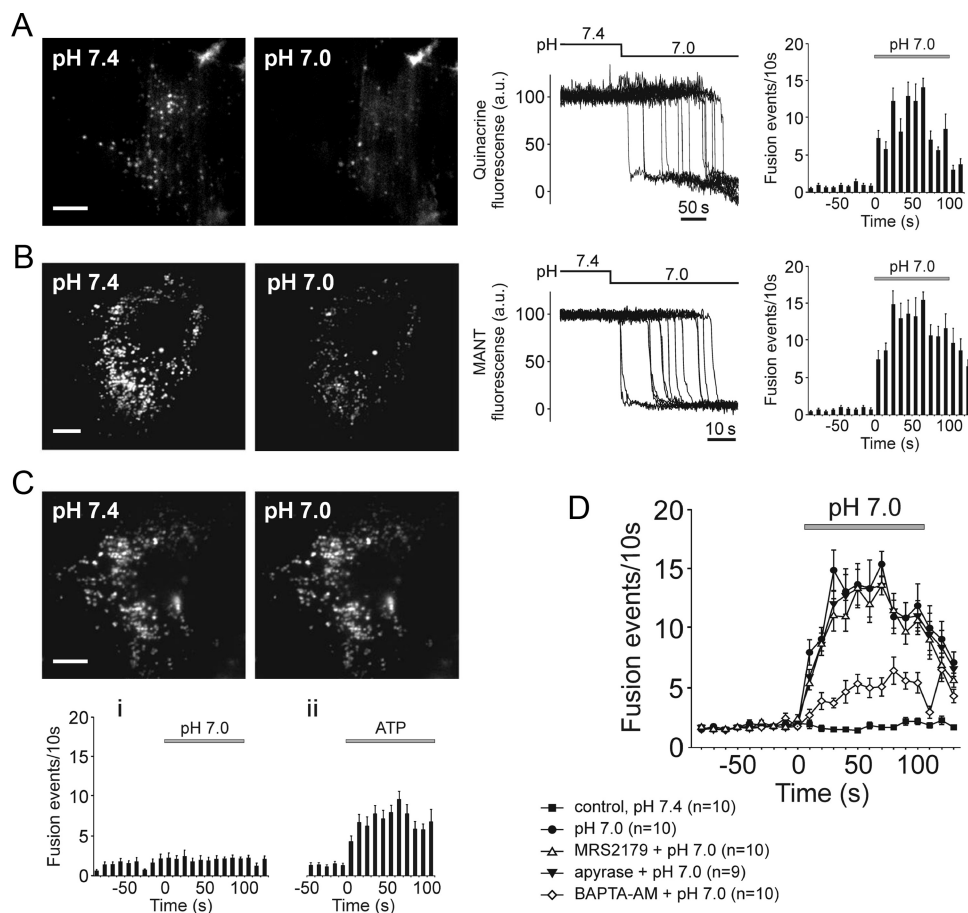 A
pH 7.4
pH 7.0
pH
7.4
7.0
Quinacrine
fluorescense (a.u.)
100
50
0
50 s
Fusion events/10s
20
15
10
5
0
pH 7.0
-50
0
50
100
Time (s)
B
pH 7.4
pH 7.0
pH
7.4
7.0
MANT
fluorescense (a.u.)
100
50
0
10 s
Fusion events/10s
20
15
10
5
0
pH 7.0
-50
0
50
100
Time (s)
C
pH 7.4
pH 7.0
i
pH 7.0
Fusion events/10s
20
15
10
5
0
-50
0
50
100
Time (s)
ii
ATP
-50
0
50
100
Time (s)
D
pH 7.0
Fusion events/10s
20
15
10
5
0
-50
0
50
100
Time (s)
control, pH 7.4 (n=10)
pH 7.0 (n=10)
MRS2179 + pH 7.0 (n=10)
apyrase + pH 7.0 (n=9)
BAPTA-AM + pH 7.0 (n=10)